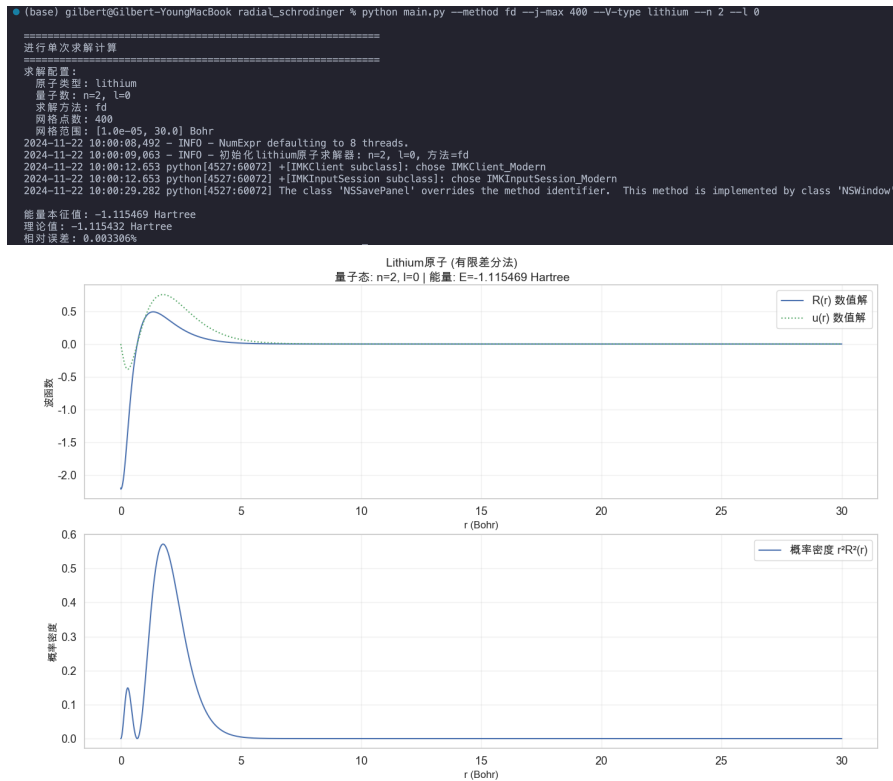 (base) gilbert@Gilbert-YoungMacBook radial_schrodinger % python main.py --method fd --j-max 400 --V-type lithium --n 2 --l 0
============================================================
进行单次求解计算
============================================================
求解配置:
原子类型: lithium
量子数: n=2, l=0
求解方法: fd
网格点数: 400
网格范围: [1.0e-05, 30.0] Bohr
2024-11-22 10:00:08,492 - INFO - NumExpr defaulting to 8 threads.
2024-11-22 10:00:09,063 - INFO - 初始化lithium原子求解器: n=2, l=0, 方法=fd
2024-11-22 10:00:12.653 python[4527:60072] +[IMKClient subclass]: chose IMKClient_Modern
2024-11-22 10:00:12.653 python[4527:60072] +[IMKInputSession subclass]: chose IMKInputSession_Modern
2024-11-22 10:00:29.282 python[4527:60072] The class 'NSSavePanel' overrides the method identifier.  This method is implemented by class 'NSWindow'
能量本征值: -1.115469 Hartree
理论值: -1.115432 Hartree
相对误差: 0.003306%
Lithium原子 (有限差分法)
量子态: n=2, l=0 | 能量: E=-1.115469 Hartree
R(r) 数值解
u(r) 数值解
0.5
0.0
-0.5
-1.0
-1.5
-2.0
波函数
0 5 10 15 20 25 30
r (Bohr)
概率密度 r²R²(r)
0.6
0.5
0.4
0.3
0.2
0.1
0.0
概率密度
0 5 10 15 20 25 30
r (Bohr)